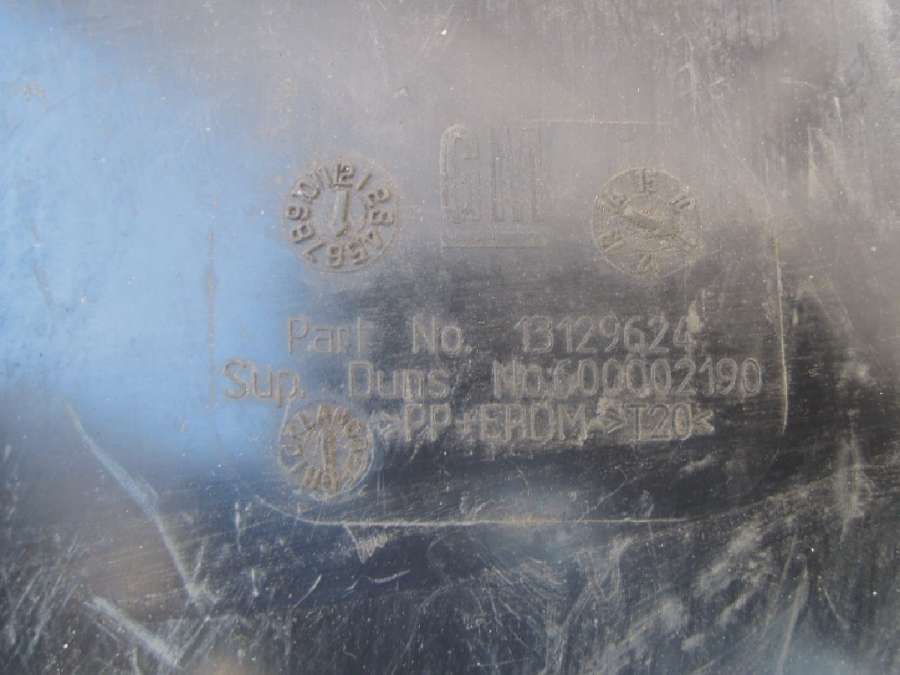 GM
Part No. 13129624
Sup. Duns No.600002190
>PP+EPDM->T20<